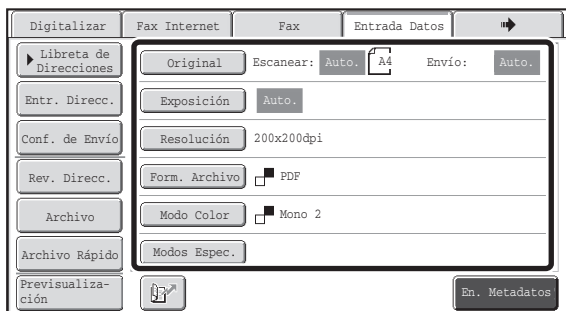 Digitalizar Fax Internet Fax Entrada Datos
Libreta de
Direcciones
Original Escanear: Auto. A4 Envío: Auto.
Entr. Direcc.
Exposición Auto.
Conf. de Envío
Resolución 200x200dpi
Rev. Direcc.
Form. Archivo PDF
Archivo
Modo Color Mono 2
Archivo Rápido
Modos Espec.
Previsualiza-
ción
En. Metadatos